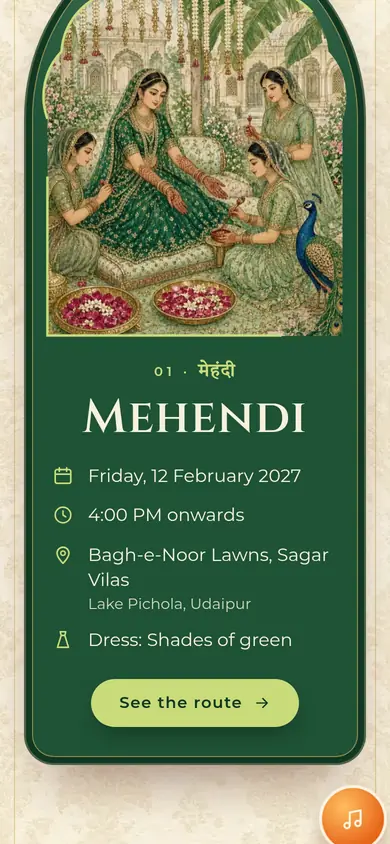 01 · मेहंदी
MEHENDI
Friday, 12 February 2027
4:00 PM onwards
Bagh-e-Noor Lawns, Sagar
Vilas
Lake Pichola, Udaipur
Dress: Shades of green
See the route →